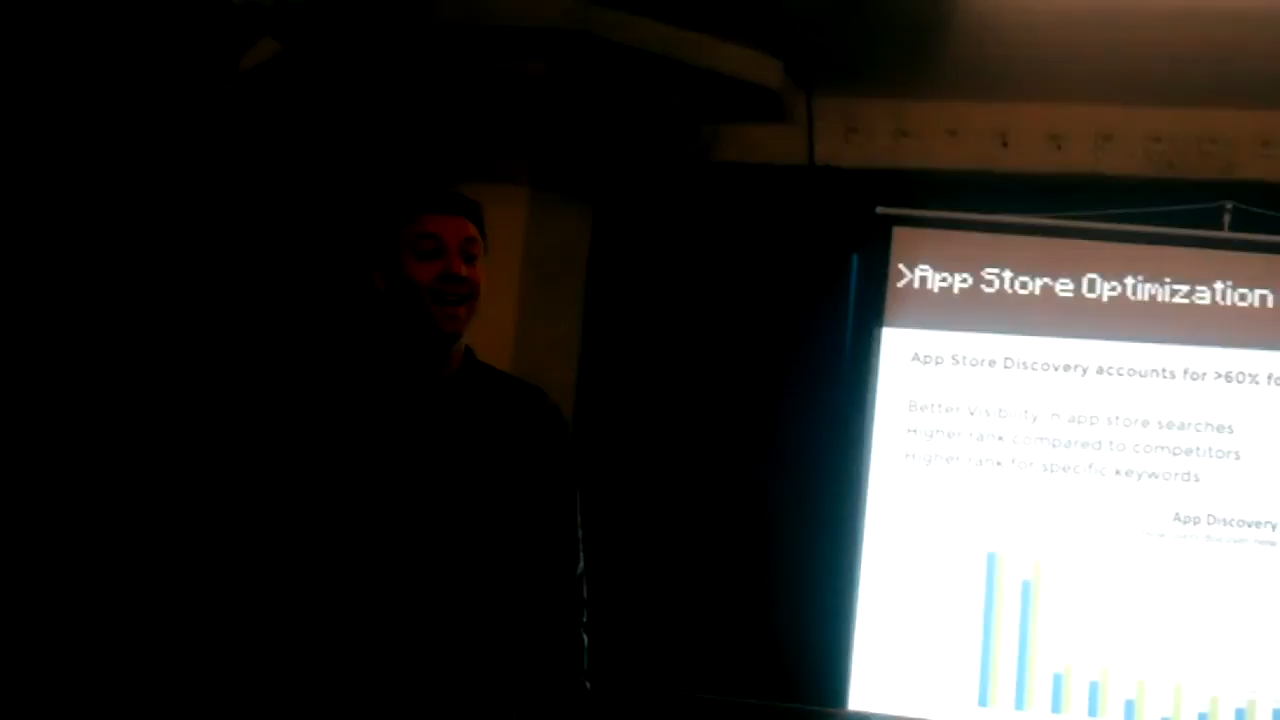 >App Store Optimization
App Store Discovery accounts for >60% fo
Better Visibility in app store searches
Higher rank compared to competitors
Higher rank for specific keywords
App Discovery